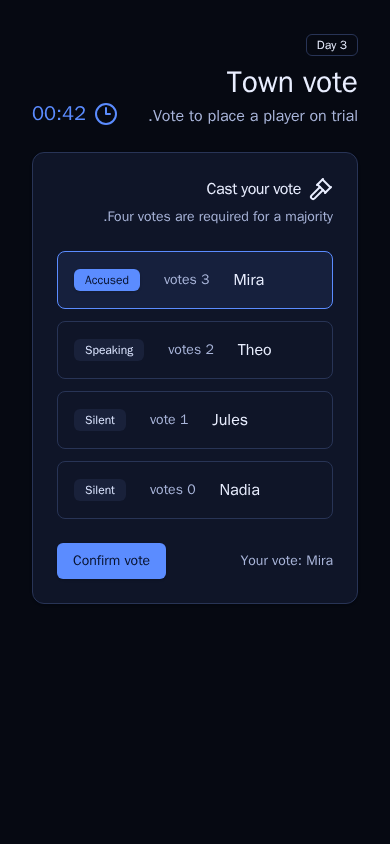 Day 3
Town vote
.Vote to place a player on trial
00:42
Cast your vote
.Four votes are required for a majority
Mira votes 3 Accused
Theo votes 2 Speaking
Jules vote 1 Silent
Nadia votes 0 Silent
Your vote: Mira
Confirm vote